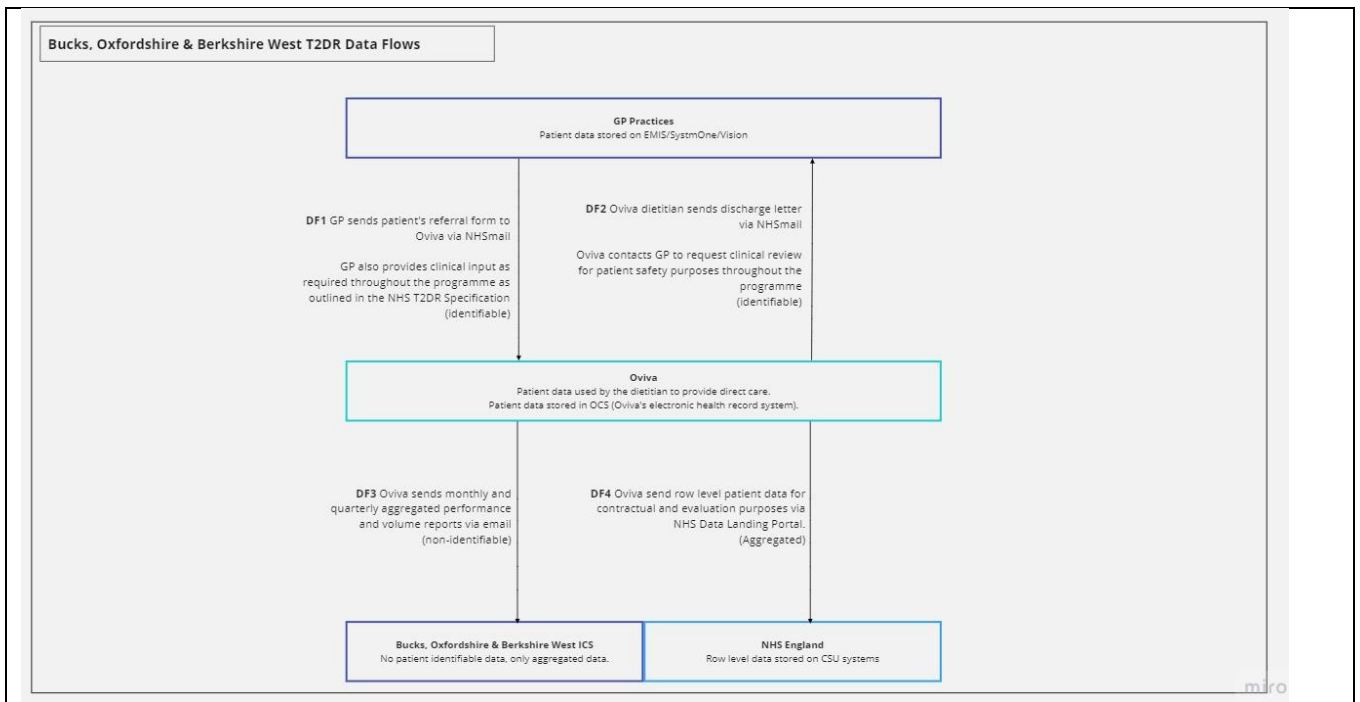 Bucks, Oxfordshire & Berkshire West T2DR Data Flows
GP Practices
Patient data stored on EMIS/SystmOne/Vision
DF1 GP sends patient's referral form to
Oviva via NHSmail
GP also provides clinical input as
required throughout the programme as
outlined in the NHS T2DR Specification
(identifiable)
DF2 Oviva dietitian sends discharge letter
via NHSmail
Oviva contacts GP to request clinical review
for patient safety purposes throughout the
programme
(identifiable)
Oviva
Patient data used by the dietitian to provide direct care.
Patient data stored in OCS (Oviva's electronic health record system).
DF3 Oviva sends monthly and
quarterly aggregated performance
and volume reports via email
(non-identifiable)
DF4 Oviva send row level patient data for
contractual and evaluation purposes via
NHS Data Landing Portal.
(Aggregated)
Bucks, Oxfordshire & Berkshire West ICS
No patient identifiable data, only aggregated data.
NHS England
Row level data stored on CSU systems
miro